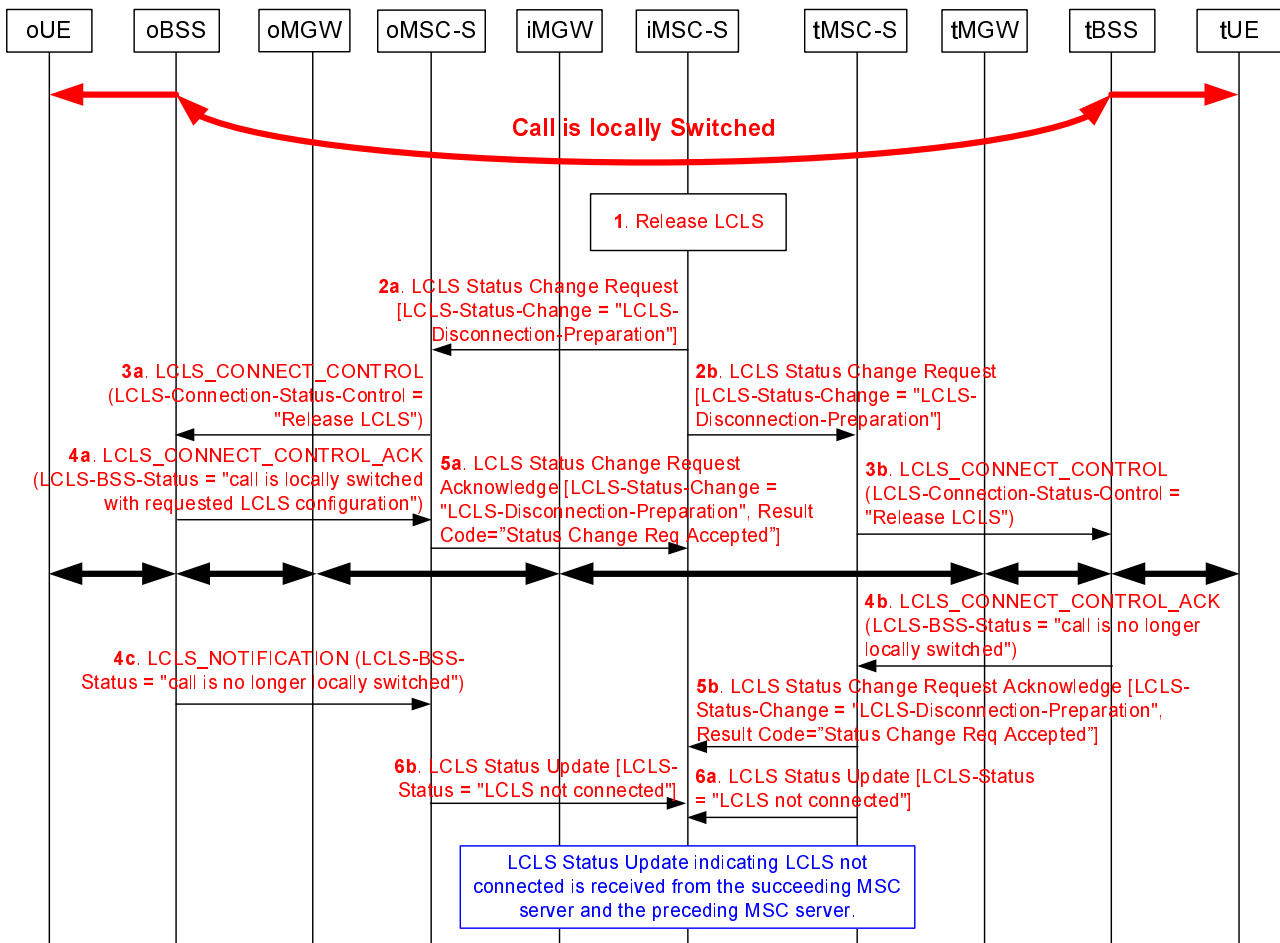 oUE
oBSS
oMGW
oMSC-S
iMGW
iMSC-S
tMSC-S
tMGW
tBSS
tUE
Call is locally Switched
1. Release LCLS
2a. LCLS Status Change Request
[LCLS-Status-Change = "LCLS-
Disconnection-Preparation"]
3a. LCLS_CONNECT_CONTROL
(LCLS-Connection-Status-Control =
"Release LCLS")
2b. LCLS Status Change Request
[LCLS-Status-Change = "LCLS-
Disconnection-Preparation"]
4a. LCLS_CONNECT_CONTROL_ACK
(LCLS-BSS-Status = "call is locally switched
with requested LCLS configuration")
5a. LCLS Status Change Request
Acknowledge [LCLS-Status-Change =
"LCLS-Disconnection-Preparation", Result
Code=”Status Change Req Accepted”]
3b. LCLS_CONNECT_CONTROL
(LCLS-Connection-Status-Control =
"Release LCLS")
4b. LCLS_CONNECT_CONTROL_ACK
(LCLS-BSS-Status = "call is no longer
locally switched")
4c. LCLS_NOTIFICATION (LCLS-BSS-
Status = "call is no longer locally switched")
5b. LCLS Status Change Request Acknowledge [LCLS-
Status-Change = "LCLS-Disconnection-Preparation",
Result Code=”Status Change Req Accepted”]
6b. LCLS Status Update [LCLS-
Status = "LCLS not connected"]
6a. LCLS Status Update [LCLS-Status
= "LCLS not connected"]
LCLS Status Update indicating LCLS not
connected is received from the succeeding MSC
server and the preceding MSC server.